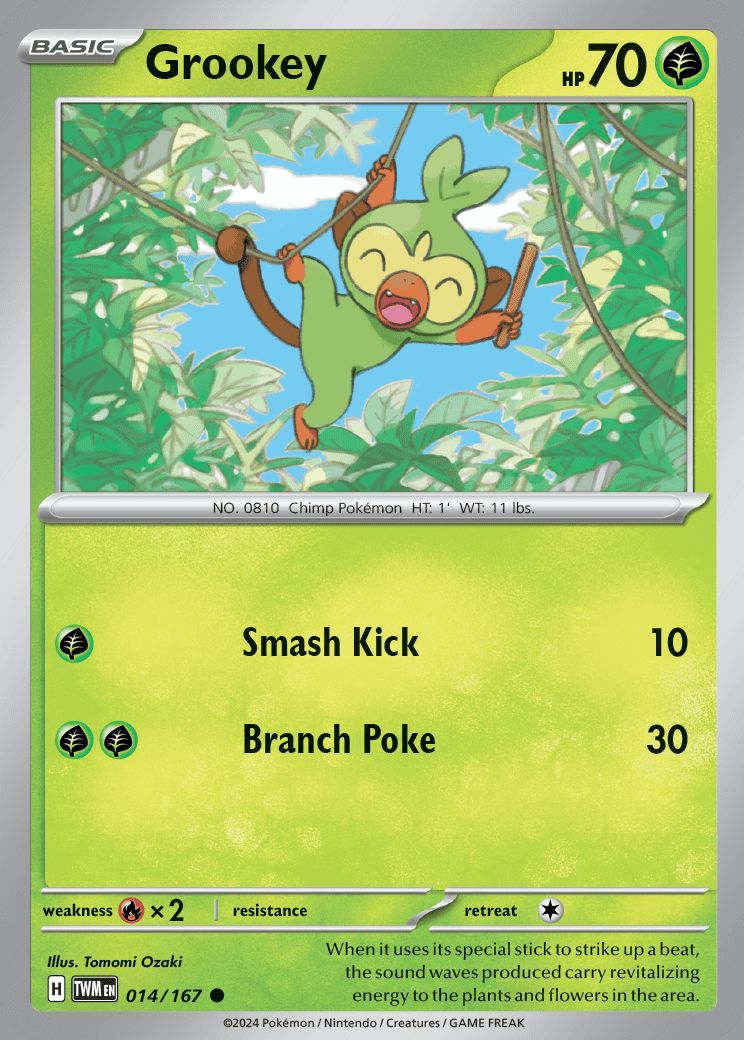 BASIC Grookey HP 70
NO. 0810 Chimp Pokémon HT: 1' WT: 11 lbs.
Smash Kick 10
Branch Poke 30
weakness ×2 resistance retreat
Illus. Tomomi Ozaki
When it uses its special stick to strike up a beat,
the sound waves produced carry revitalizing
energy to the plants and flowers in the area.
H TWM EN 014/167
©2024 Pokémon / Nintendo / Creatures / GAME FREAK